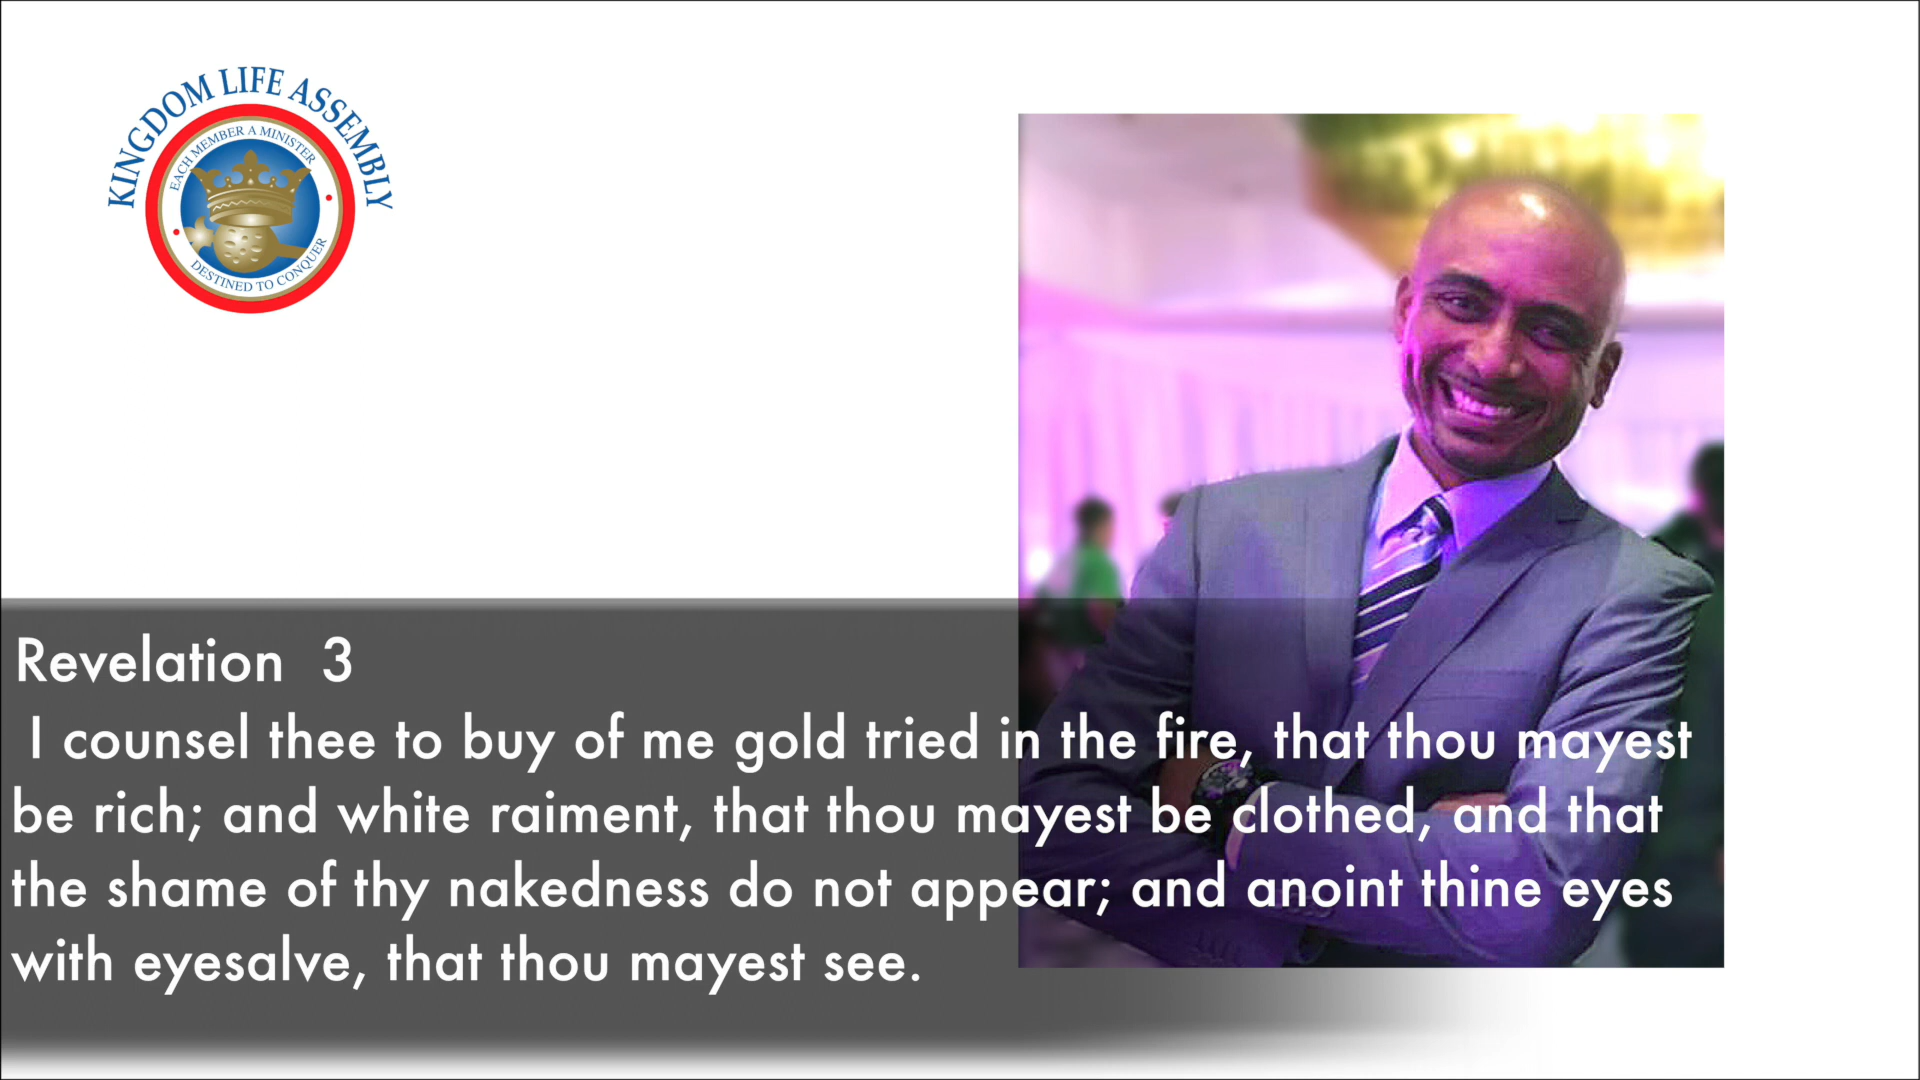 KINGDOM LIFE ASSEMBLY
EACH MEMBER A MINISTER
DESTINED TO CONQUER
Revelation 3
I counsel thee to buy of me gold tried in the fire, that thou mayest
be rich; and white raiment, that thou mayest be clothed, and that
the shame of thy nakedness do not appear; and anoint thine eyes
with eyesalve, that thou mayest see.